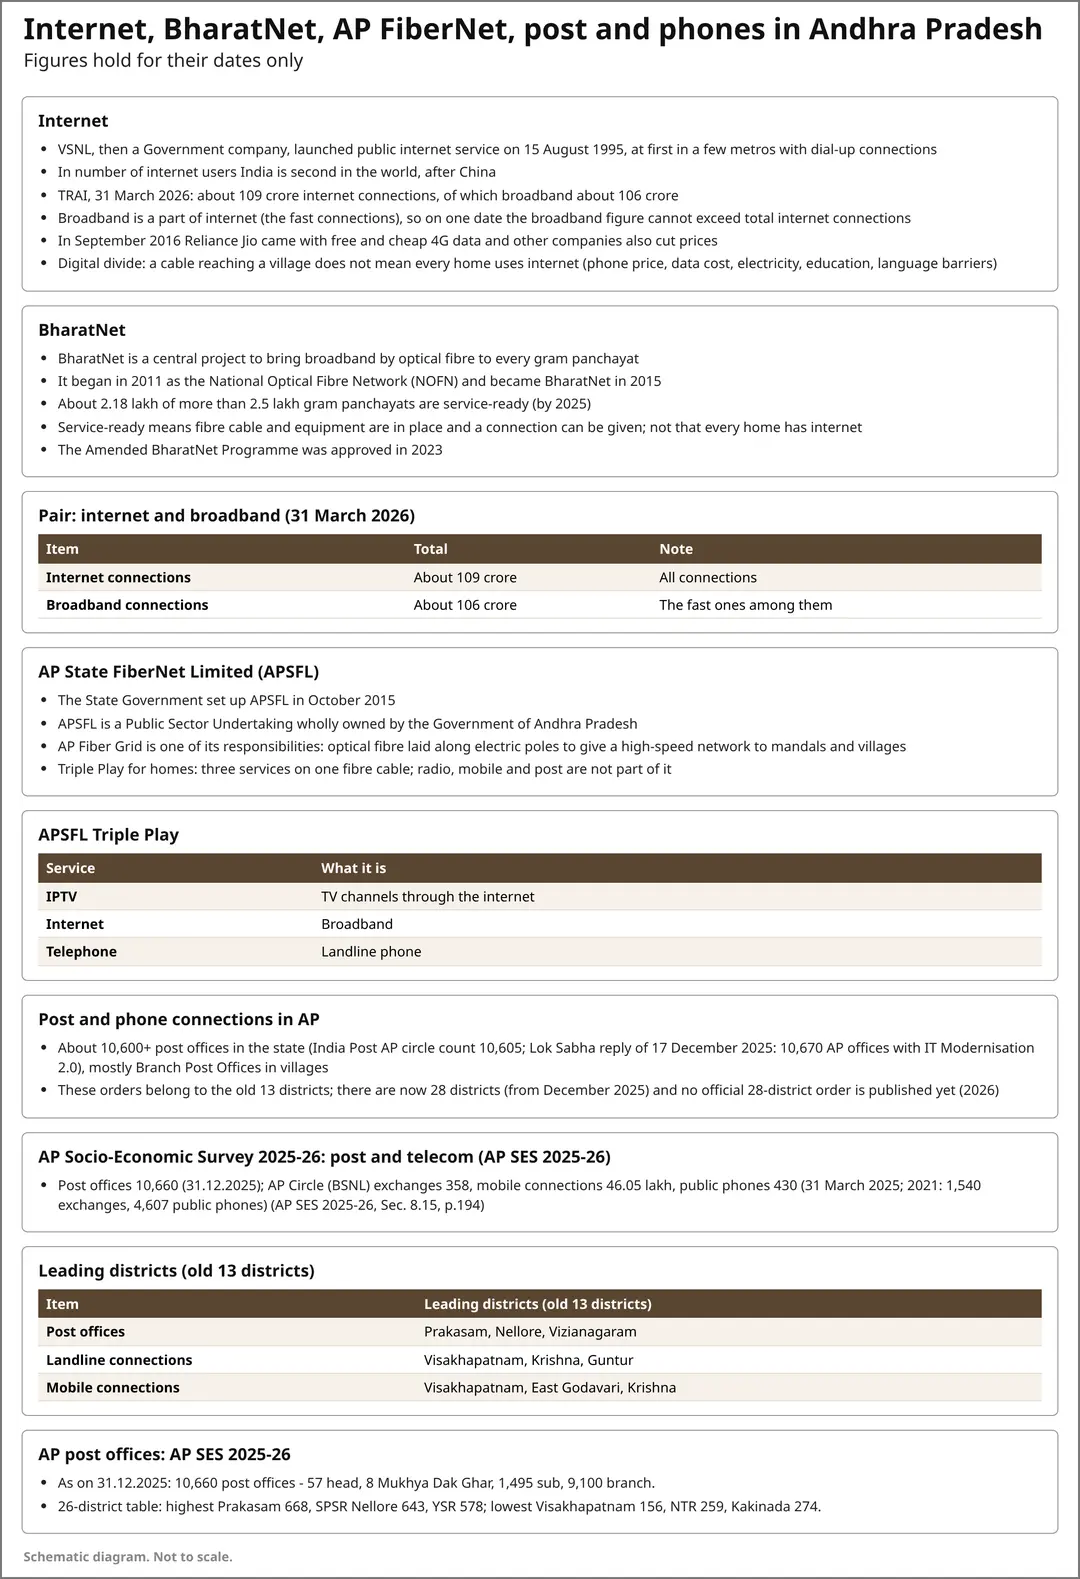 Internet, BharatNet, AP FiberNet, post and phones in Andhra Pradesh
Figures hold for their dates only
Internet
• VSNL, then a Government company, launched public internet service on 15 August 1995, at first in a few metros with dial-up connections
• In number of internet users India is second in the world, after China
• TRAI, 31 March 2026: about 109 crore internet connections, of which broadband about 106 crore
• Broadband is a part of internet (the fast connections), so on one date the broadband figure cannot exceed total internet connections
• In September 2016 Reliance Jio came with free and cheap 4G data and other companies also cut prices
• Digital divide: a cable reaching a village does not mean every home uses internet (phone price, data cost, electricity, education, language barriers)
BharatNet
• BharatNet is a central project to bring broadband by optical fibre to every gram panchayat
• It began in 2011 as the National Optical Fibre Network (NOFN) and became BharatNet in 2015
• About 2.18 lakh of more than 2.5 lakh gram panchayats are service-ready (by 2025)
• Service-ready means fibre cable and equipment are in place and a connection can be given; not that every home has internet
• The Amended BharatNet Programme was approved in 2023
Pair: internet and broadband (31 March 2026)
Item Total Note
Internet connections About 109 crore All connections
Broadband connections About 106 crore The fast ones among them
AP State FiberNet Limited (APSFL)
• The State Government set up APSFL in October 2015
• APSFL is a Public Sector Undertaking wholly owned by the Government of Andhra Pradesh
• AP Fiber Grid is one of its responsibilities: optical fibre laid along electric poles to give a high-speed network to mandals and villages
• Triple Play for homes: three services on one fibre cable; radio, mobile and post are not part of it
APSFL Triple Play
Service What it is
IPTV TV channels through the internet
Internet Broadband
Telephone Landline phone
Post and phone connections in AP
• About 10,600+ post offices in the state (India Post AP circle count 10,605; Lok Sabha reply of 17 December 2025: 10,670 AP offices with IT Modernisation
2.0), mostly Branch Post Offices in villages
• These orders belong to the old 13 districts; there are now 28 districts (from December 2025) and no official 28-district order is published yet (2026)
AP Socio-Economic Survey 2025-26: post and telecom (AP SES 2025-26)
• Post offices 10,660 (31.12.2025); AP Circle (BSNL) exchanges 358, mobile connections 46.05 lakh, public phones 430 (31 March 2025; 2021: 1,540
exchanges, 4,607 public phones) (AP SES 2025-26, Sec. 8.15, p.194)
Leading districts (old 13 districts)
Item Leading districts (old 13 districts)
Post offices Prakasam, Nellore, Vizianagaram
Landline connections Visakhapatnam, Krishna, Guntur
Mobile connections Visakhapatnam, East Godavari, Krishna
AP post offices: AP SES 2025-26
• As on 31.12.2025: 10,660 post offices - 57 head, 8 Mukhya Dak Ghar, 1,495 sub, 9,100 branch.
• 26-district table: highest Prakasam 668, SPSR Nellore 643, YSR 578; lowest Visakhapatnam 156, NTR 259, Kakinada 274.
Schematic diagram. Not to scale.